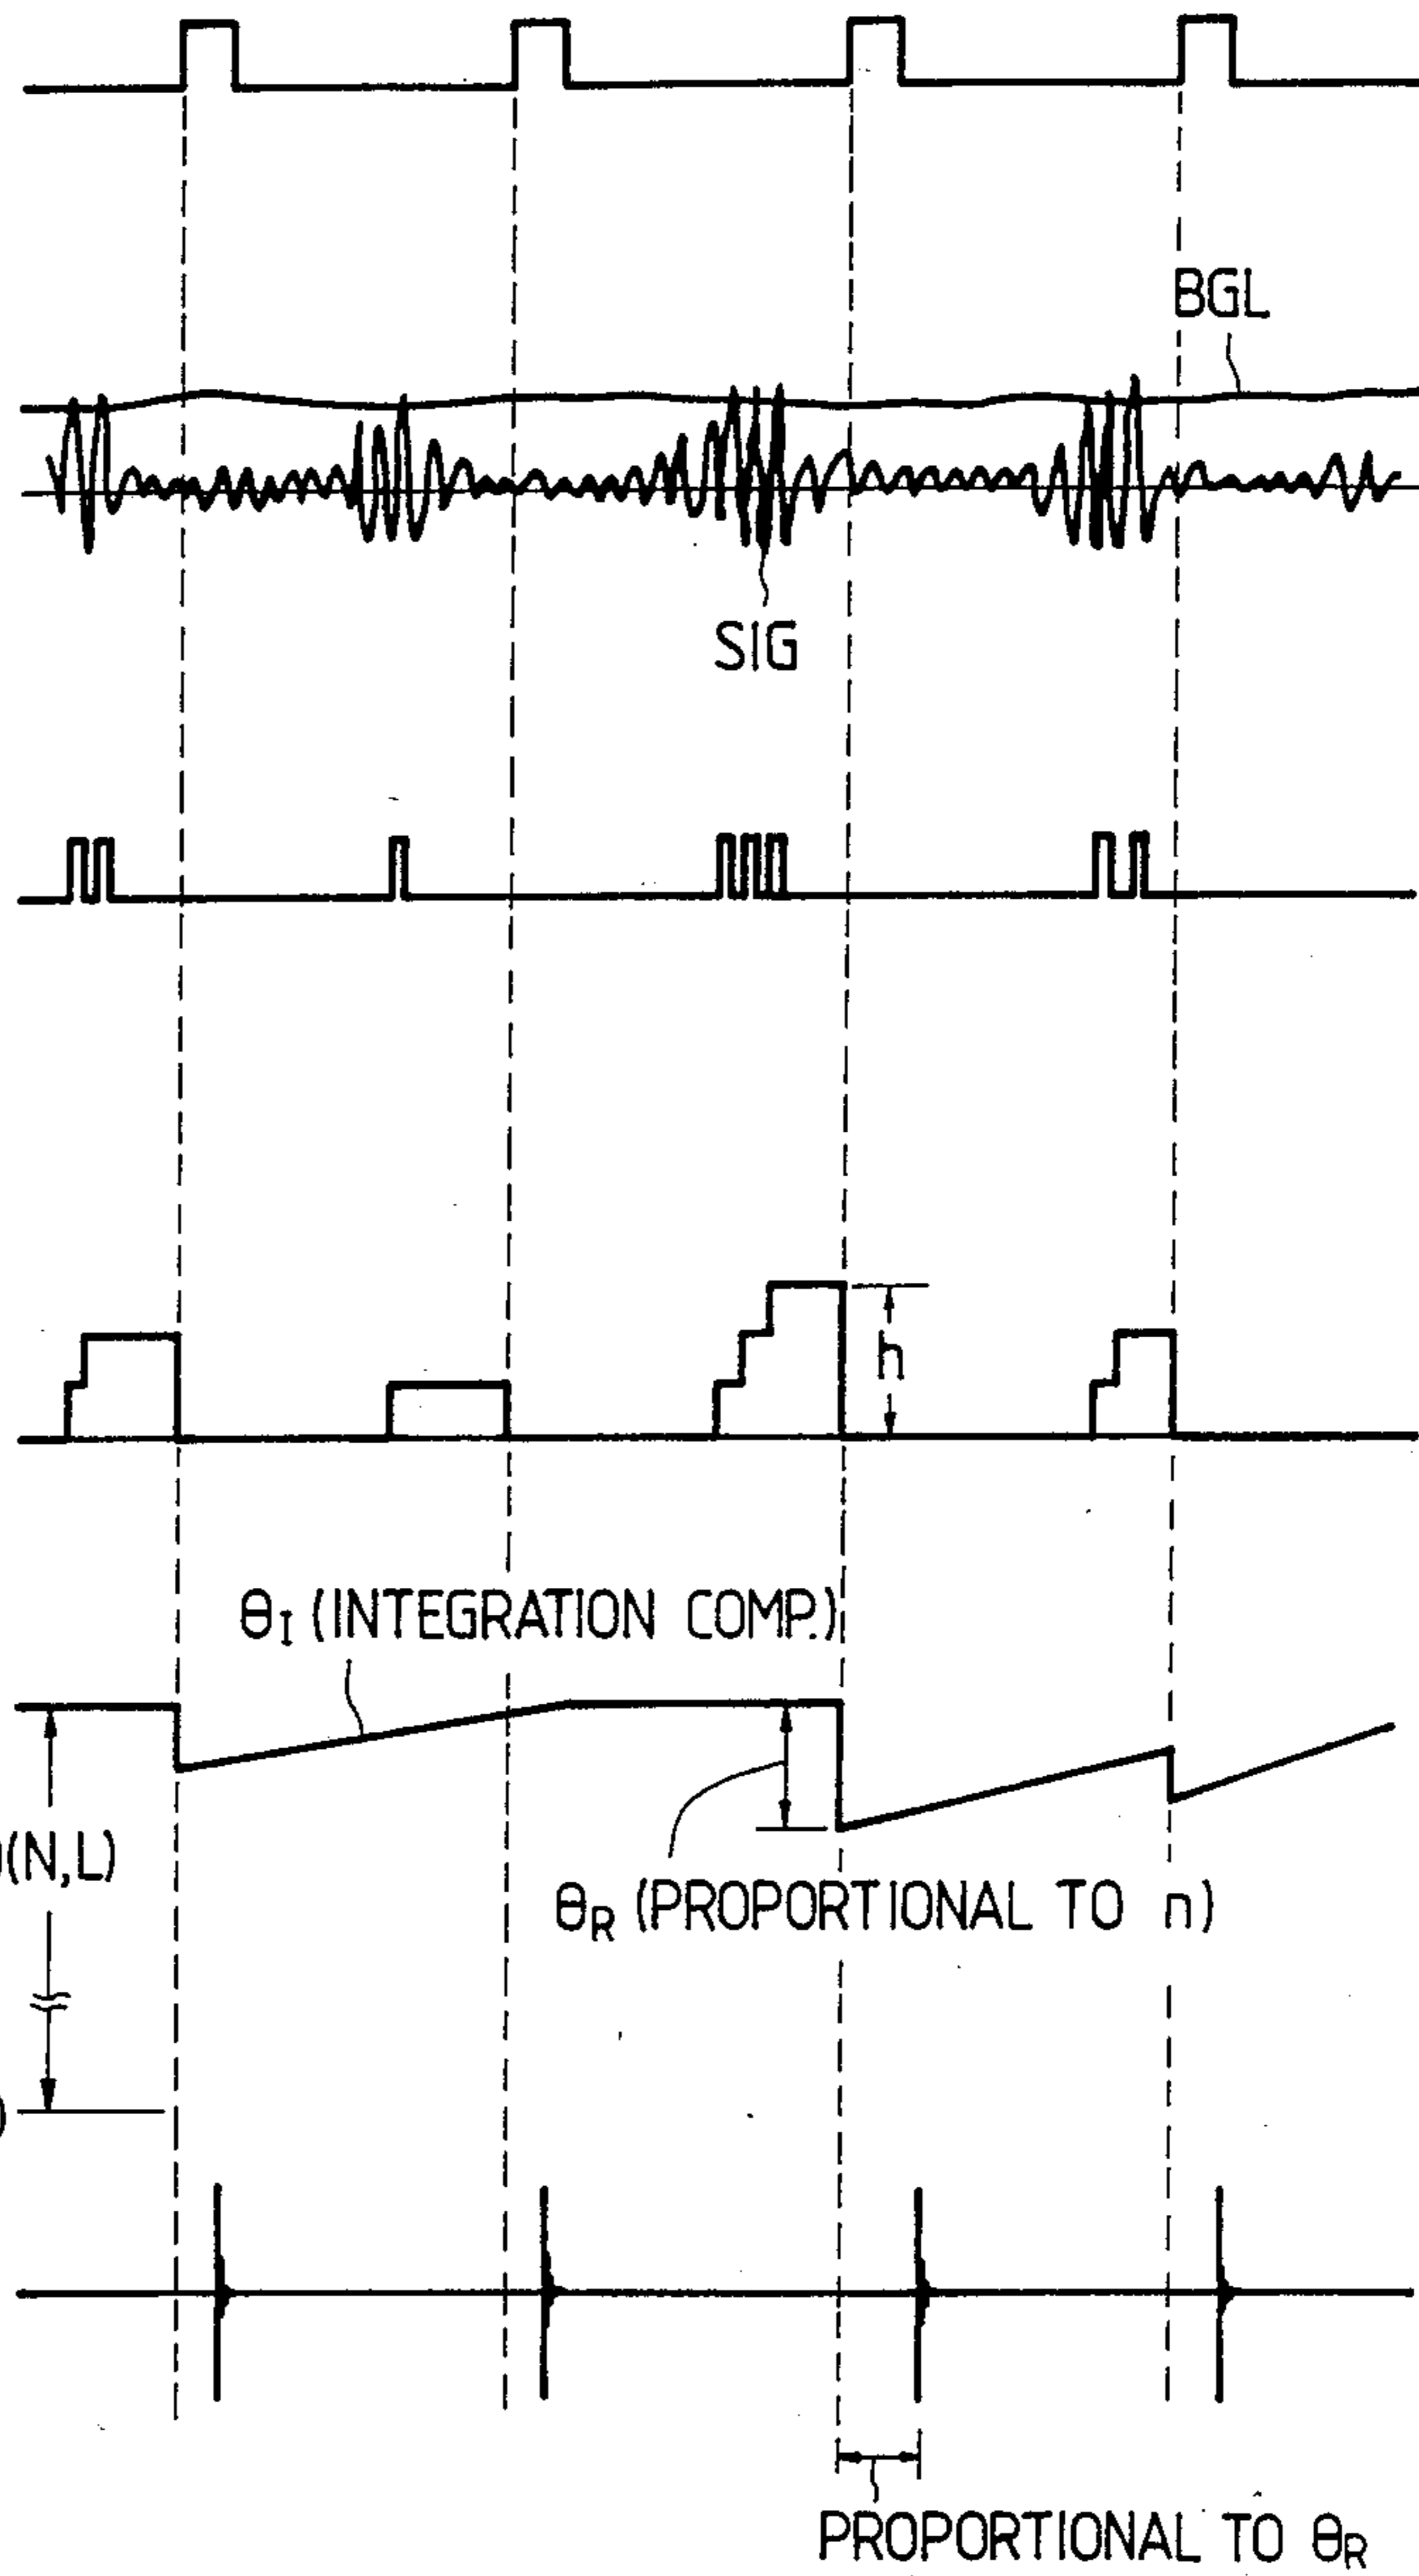 BGL
SIG
h
θI (INTEGRATION COMP.)
(N,L)
θR (PROPORTIONAL TO n)
)
PROPORTIONAL TO θR